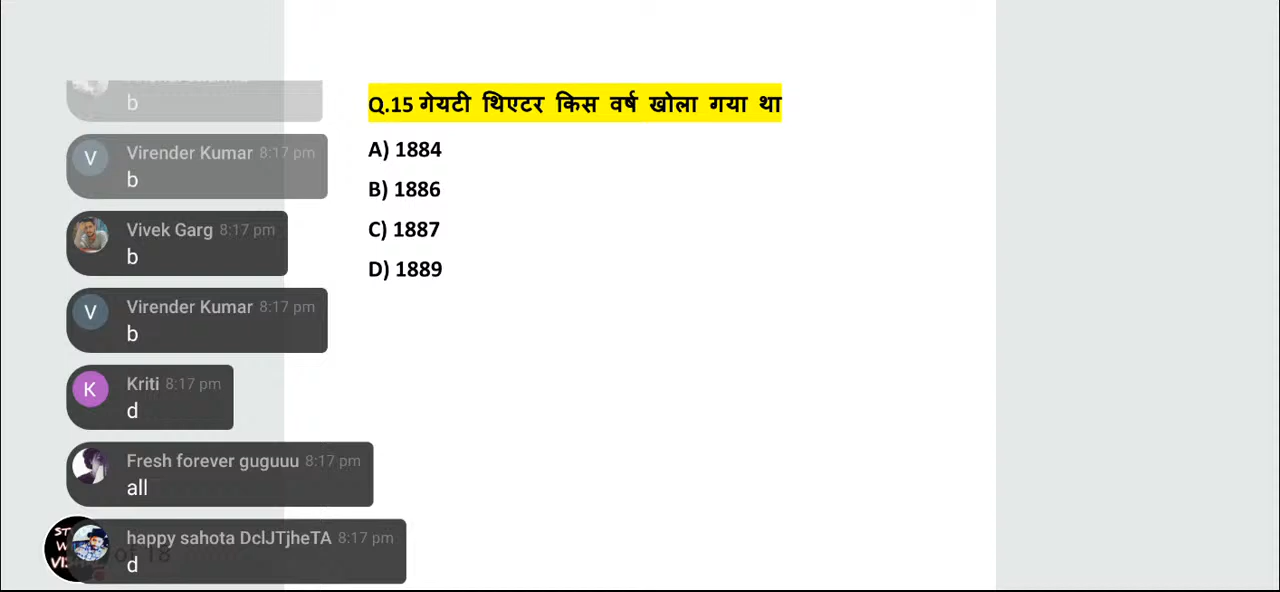 b
Virender Kumar 8:17 pm
b
Vivek Garg 8:17 pm
b
Virender Kumar 8:17 pm
b
Kriti 8:17 pm
d
Fresh forever guguuu 8:17 pm
all
happy sahota DclJTjheTA 8:17 pm
d
of 18
Q.15 गेयटी थिएटर किस वर्ष खोला गया था
A) 1884
B) 1886
C) 1887
D) 1889